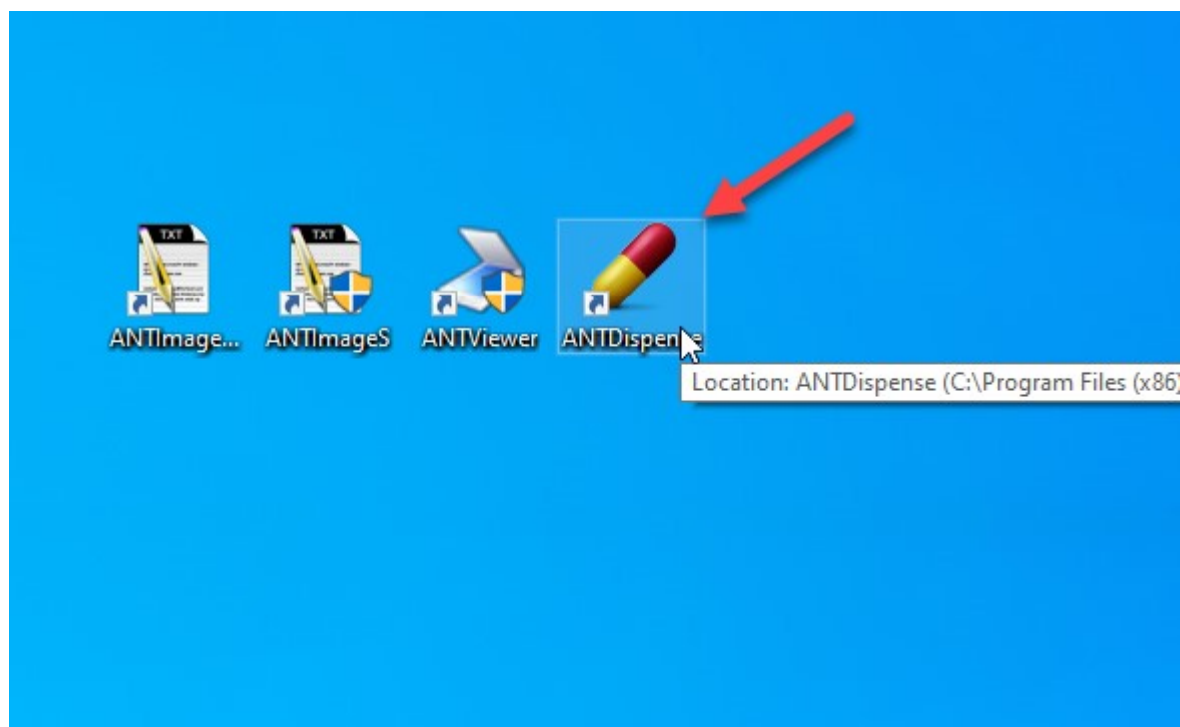 TXT
TXT
ANTImage...
ANTImageS
ANTViewer
ANTDispense
Location: ANTDispense (C:\Program Files (x86)